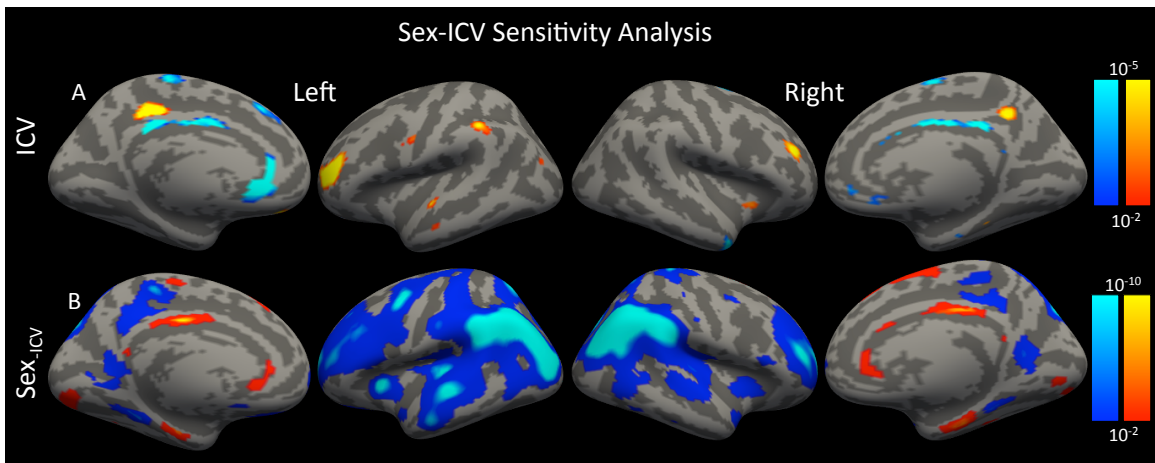 Sex-ICV Sensitivity Analysis
A
Left
Right
ICV
10-5
10-2
B
Sex-ICV
10-10
10-2